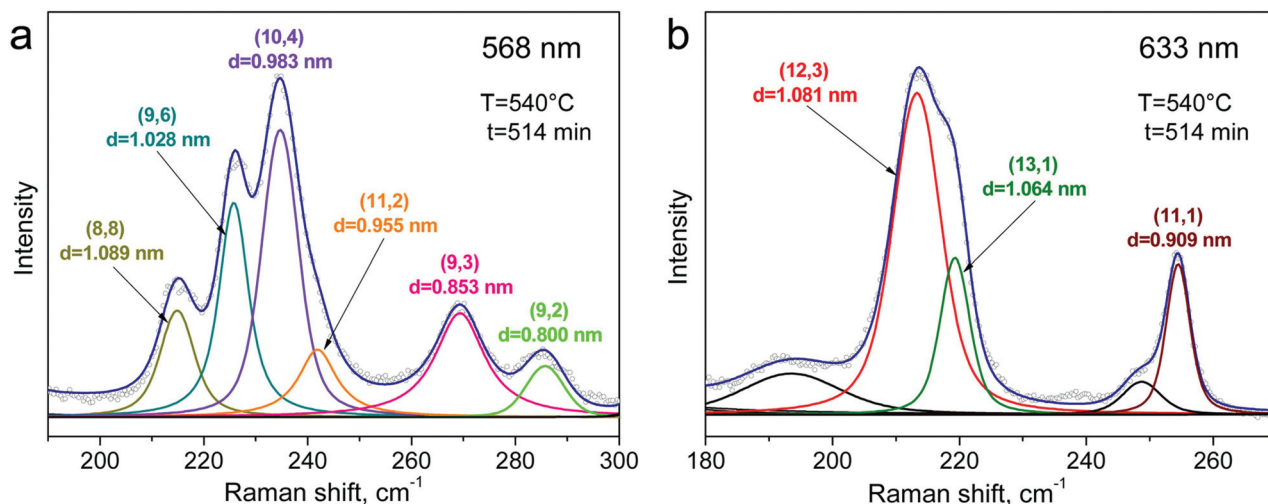 a
568 nm
T=540°C
t=514 min
(10,4)
d=0.983 nm
(9,6)
d=1.028 nm
(8,8)
d=1.089 nm
(11,2)
d=0.955 nm
(9,3)
d=0.853 nm
(9,2)
d=0.800 nm
Intensity
200
220
240
260
280
300
Raman shift, cm⁻¹
b
633 nm
T=540°C
t=514 min
(12,3)
d=1.081 nm
(13,1)
d=1.064 nm
(11,1)
d=0.909 nm
Intensity
180
200
220
240
260
Raman shift, cm⁻¹